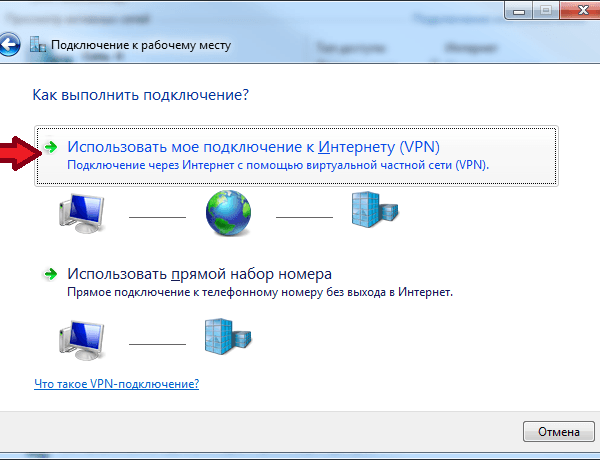 Подключение к рабочему месту
Как выполнить подключение?
Использовать мое подключение к Интернету (VPN)
Подключение через Интернет с помощью виртуальной частной сети (VPN).
Использовать прямой набор номера
Прямое подключение к телефонному номеру без выхода в Интернет.
Что такое VPN-подключение?
Отмена